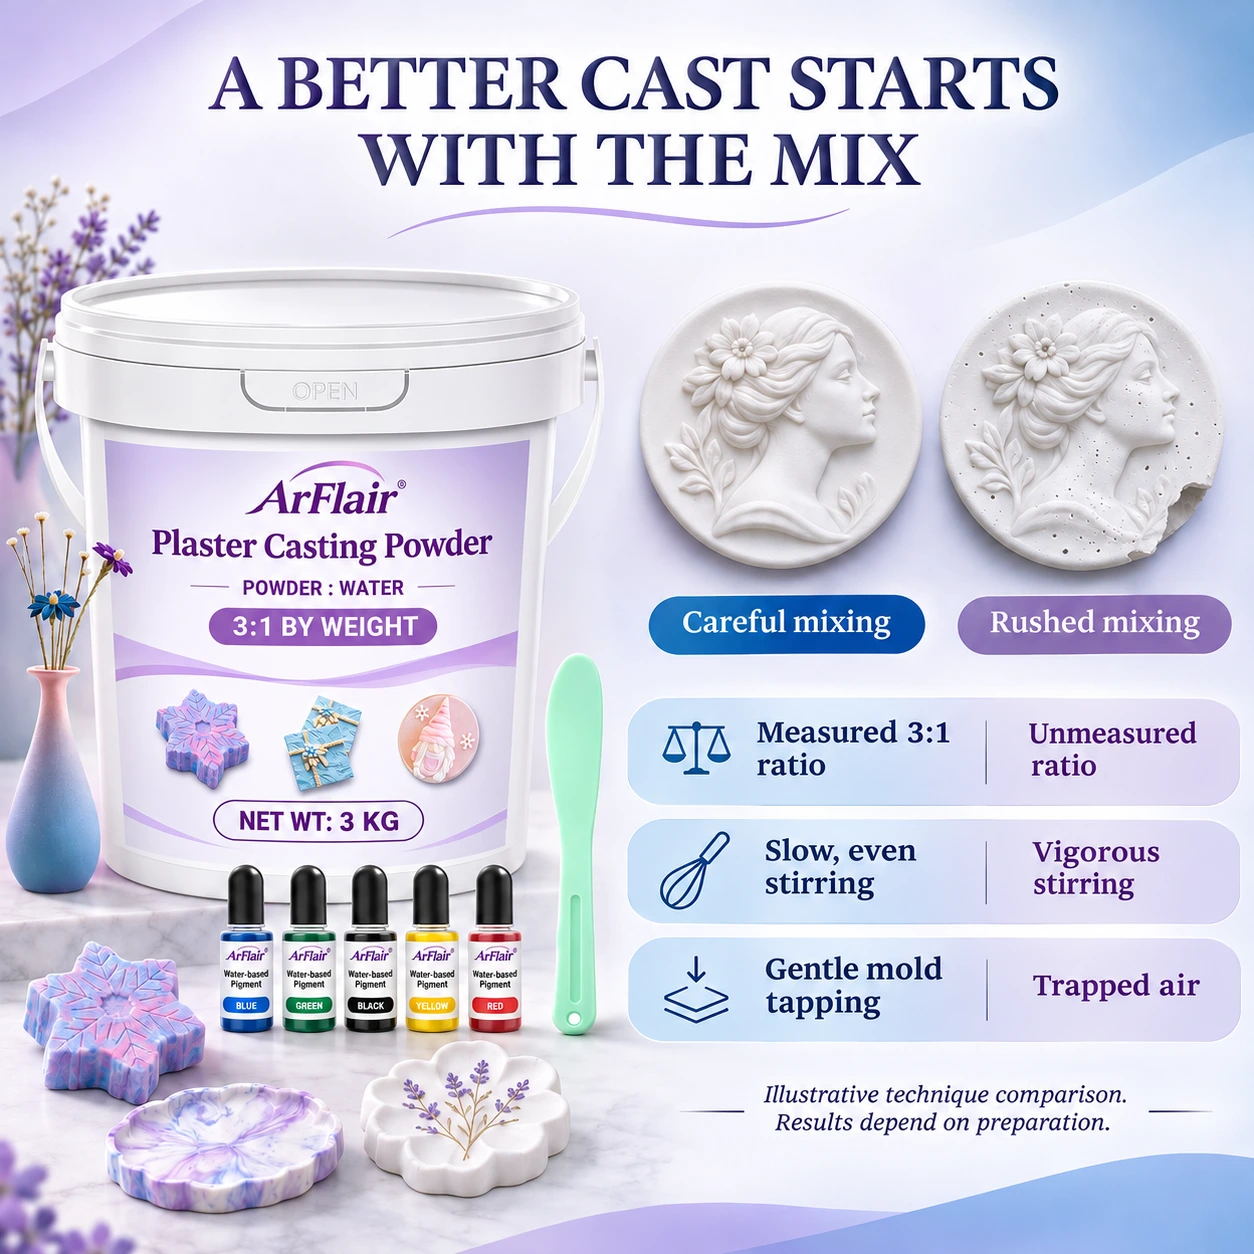 A BETTER CAST STARTS
WITH THE MIX
OPEN
ArFlair®
Plaster Casting Powder
POWDER : WATER
3:1 BY WEIGHT
NET WT: 3 KG
ArFlair®
Water-based
Pigment
BLUE
ArFlair®
Water-based
Pigment
GREEN
ArFlair®
Water-based
Pigment
BLACK
ArFlair®
Water-based
Pigment
YELLOW
ArFlair®
Water-based
Pigment
RED
Careful mixing
Rushed mixing
Measured 3:1
ratio
Unmeasured
ratio
Slow, even
stirring
Vigorous
stirring
Gentle mold
tapping
Trapped air
Illustrative technique comparison.
Results depend on preparation.